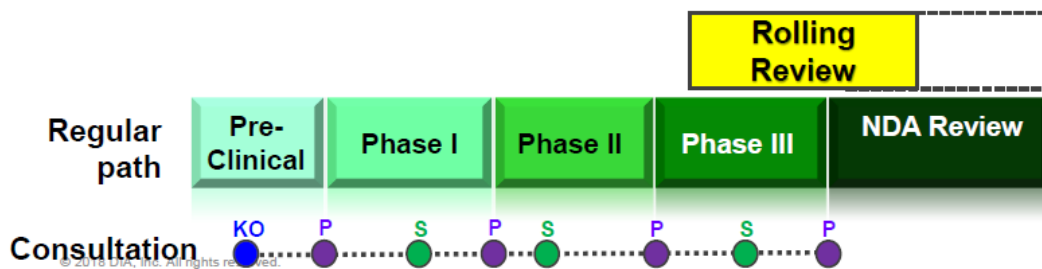 Rolling
Review
Regular
path
Pre-
Clinical
Phase I
Phase II
Phase III
NDA Review
KO
P
S
P
S
P
S
P
Consultation
© 2018 DIA, Inc. All rights reserved.